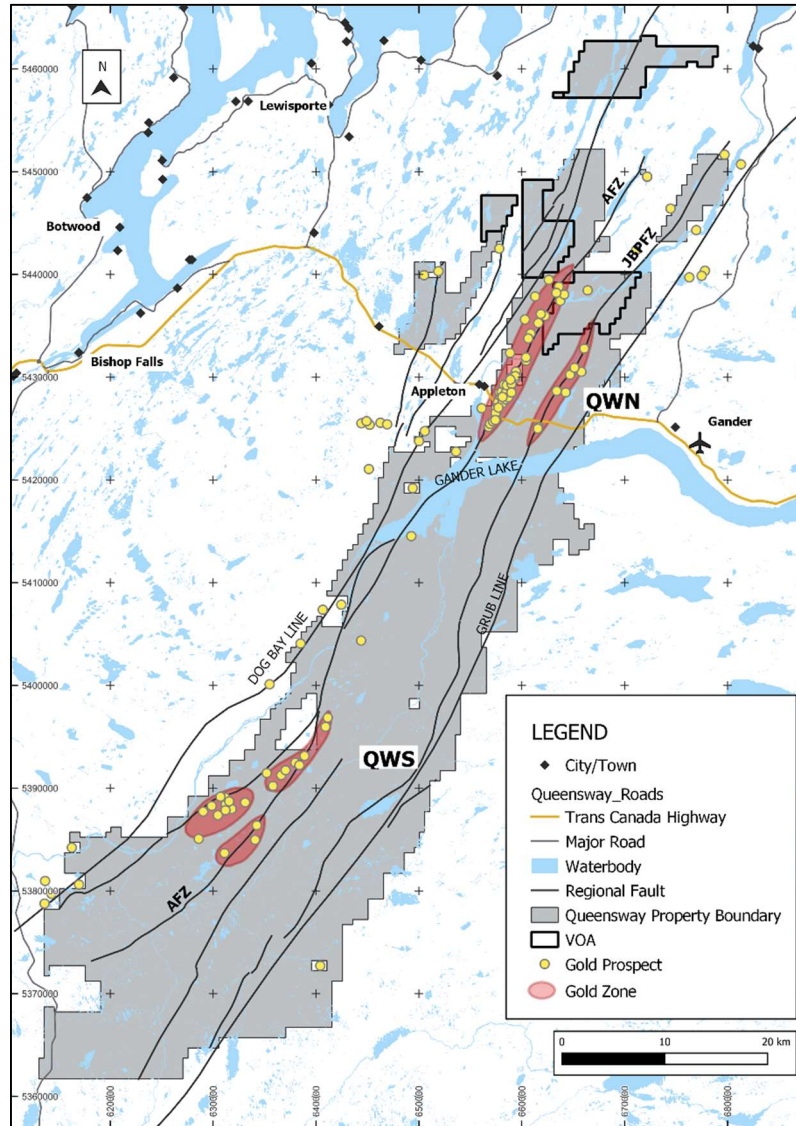 N
5460000
5450000
5440000
5430000
5420000
5410000
5400000
5390000
5380000
5370000
5360000
Lewisporte
Botwood
Bishop Falls
Appleton
Gander
AFZ
JBPFZ
QWN
GANDER LAKE
DOG BAY LINE
GRUB LINE
QWS
AFZ
LEGEND
City/Town
Queensway_Roads
Trans Canada Highway
Major Road
Waterbody
Regional Fault
Queensway Property Boundary
VOA
Gold Prospect
Gold Zone
0 10 20 km
620000
630000
640000
650000
660000
670000
680000